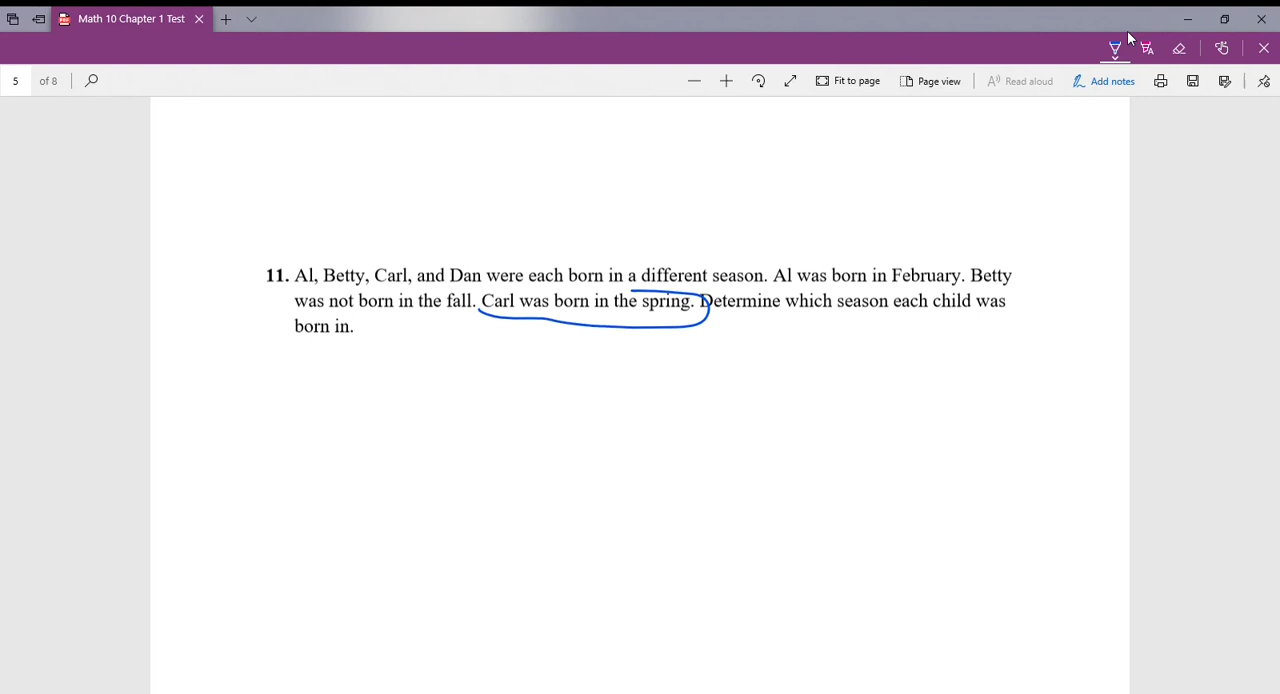 Math 10 Chapter 1 Test
5 of 8 Fit to page Page view Read aloud Add notes
11. Al, Betty, Carl, and Dan were each born in a different season. Al was born in February. Betty
was not born in the fall. Carl was born in the spring. Determine which season each child was
born in.